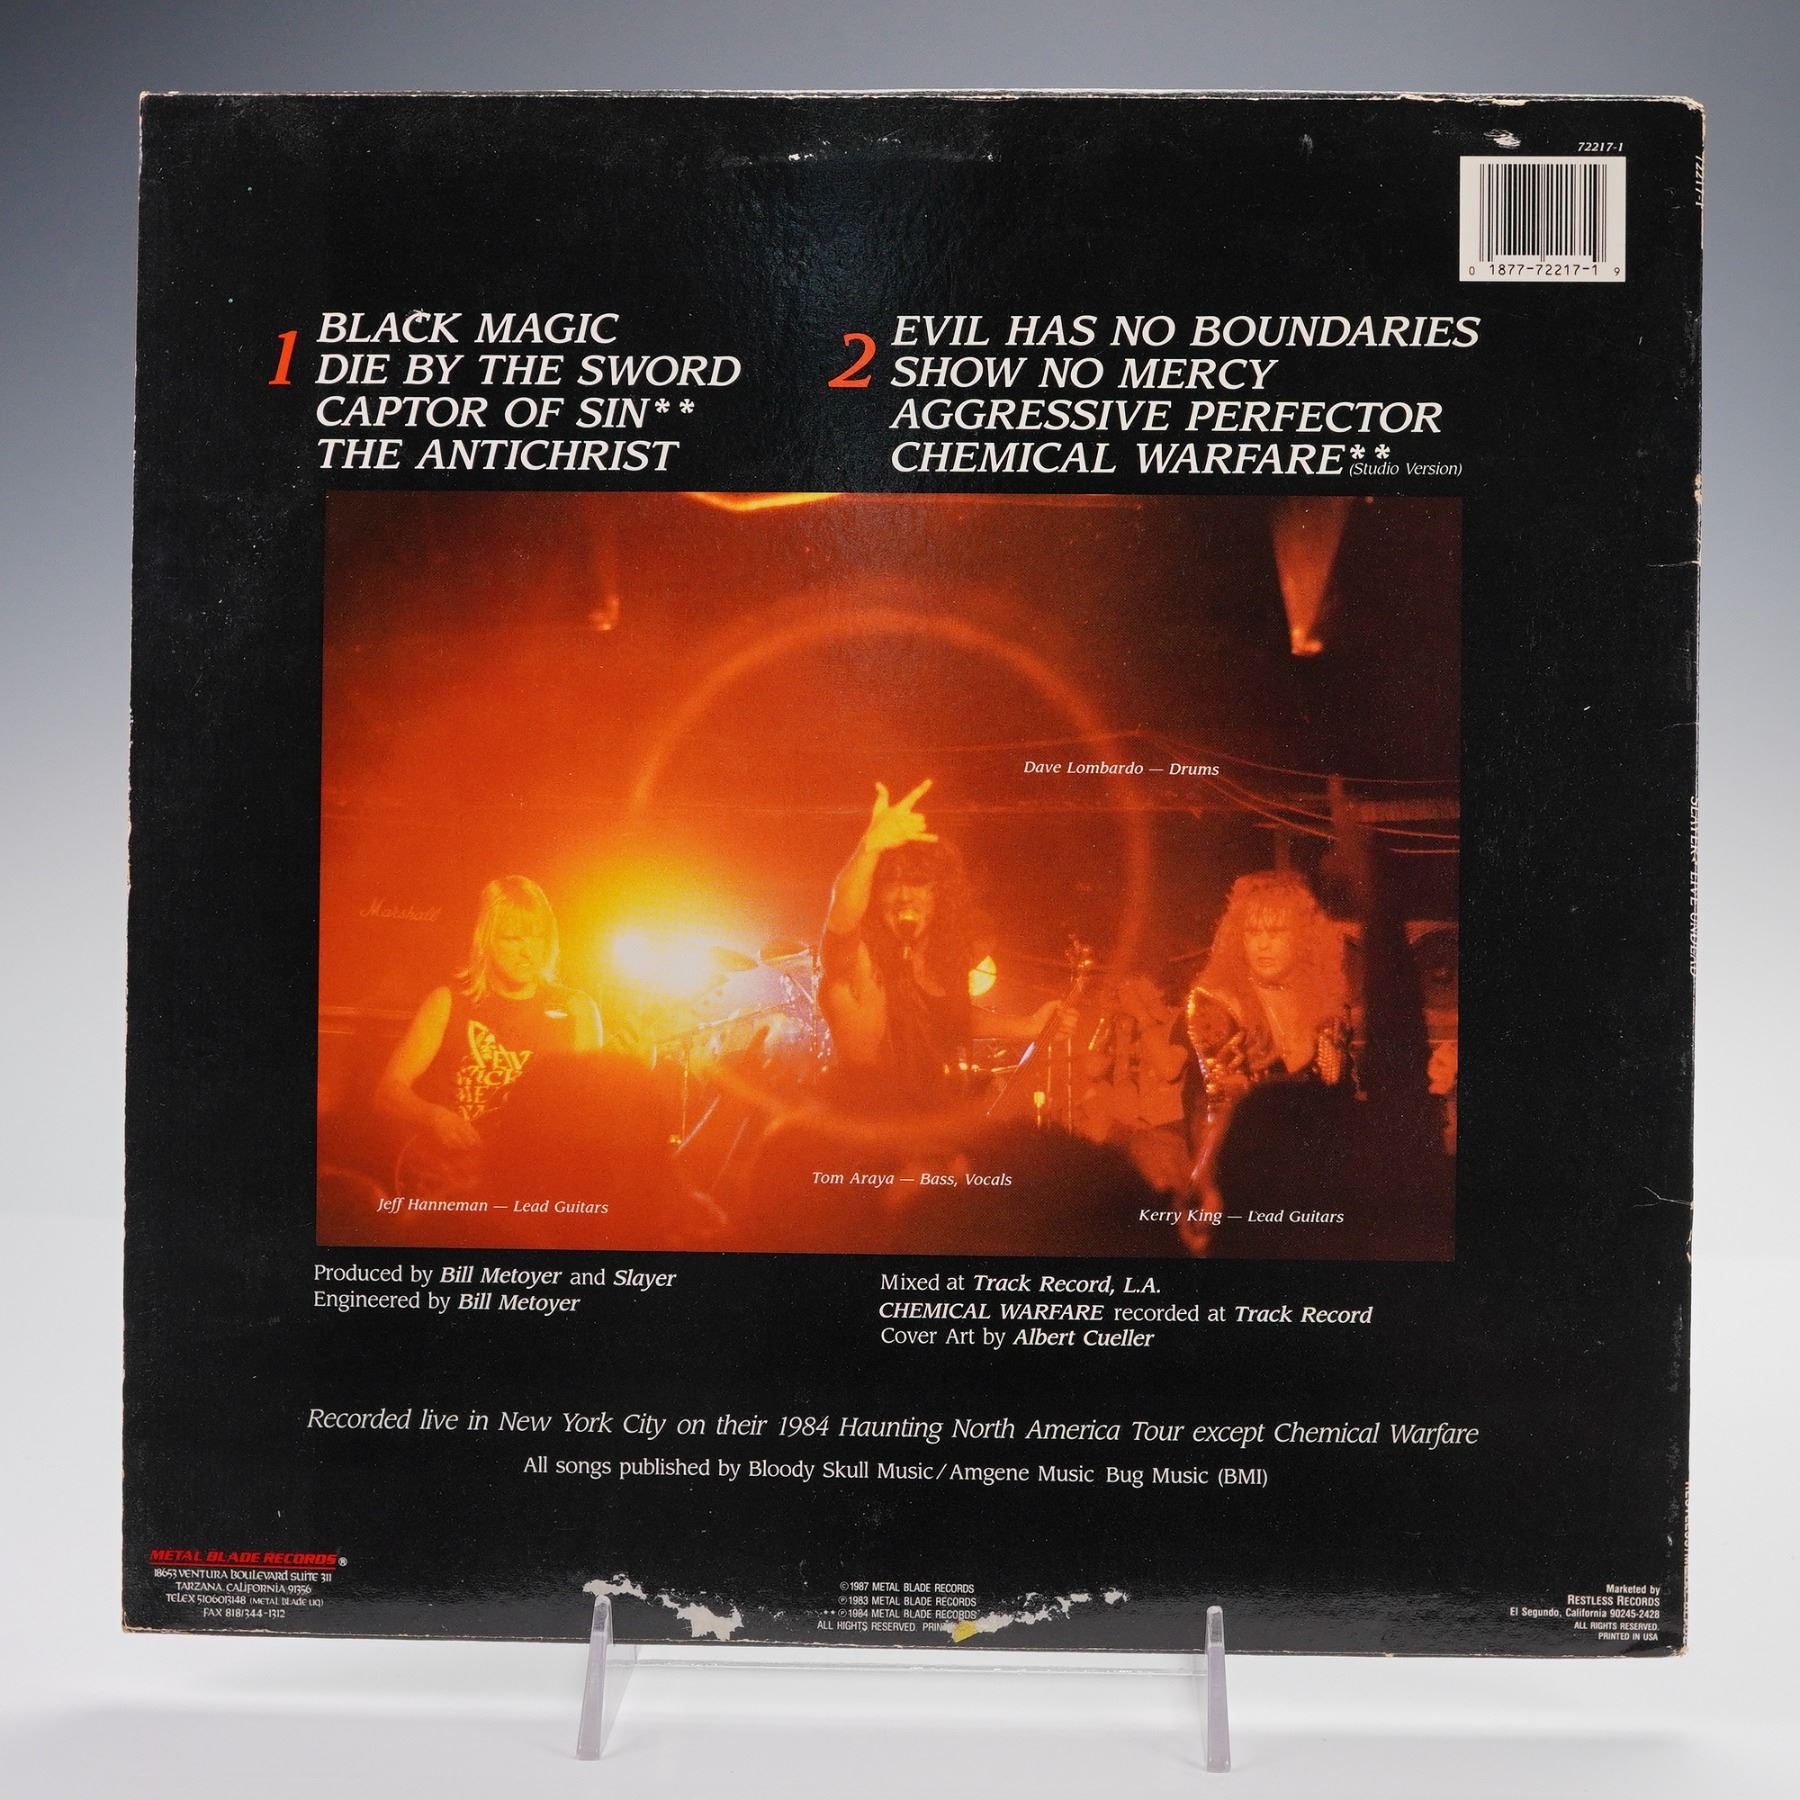 72217-1
0 1877-72217-1 9
72217-1
1
BLACK MAGIC
DIE BY THE SWORD
CAPTOR OF SIN**
THE ANTICHRIST
2
EVIL HAS NO BOUNDARIES
SHOW NO MERCY
AGGRESSIVE PERFECTOR
CHEMICAL WARFARE** (Studio Version)
Dave Lombardo — Drums
Marshall
Tom Araya — Bass, Vocals
Jeff Hanneman — Lead Guitars
Kerry King — Lead Guitars
SLAYER LIVE UNDEAD
Produced by Bill Metoyer and Slayer
Engineered by Bill Metoyer
Mixed at Track Record, L.A.
CHEMICAL WARFARE recorded at Track Record
Cover Art by Albert Cueller
Recorded live in New York City on their 1984 Haunting North America Tour except Chemical Warfare
All songs published by Bloody Skull Music/Amgene Music Bug Music (BMI)
METAL BLADE RECORDS®
18653 VENTURA BOULEVARD SUITE 311
TARZANA, CALIFORNIA 91356
TELEX 5106013148 (METAL BLADE UQ)
FAX 818/344-1312
©1987 METAL BLADE RECORDS
℗1983 METAL BLADE RECORDS
**℗1984 METAL BLADE RECORDS
ALL RIGHTS RESERVED.
Marketed by
RESTLESS RECORDS
El Segundo, California 90245-2428
ALL RIGHTS RESERVED.
PRINTED IN USA